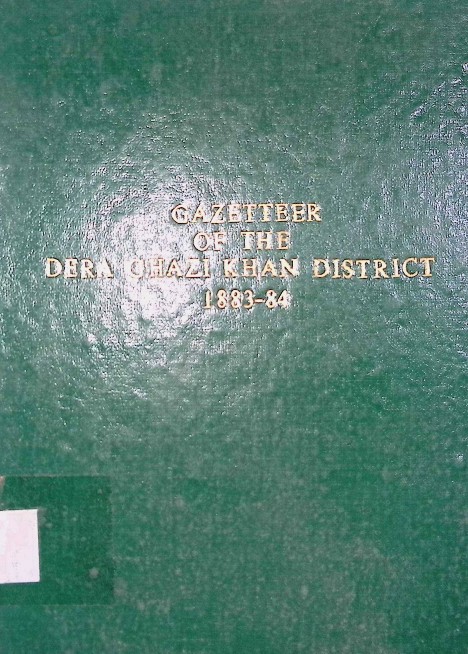 GAZETTEER
OF THE
DERA GHAZI KHAN DISTRICT
1883-84